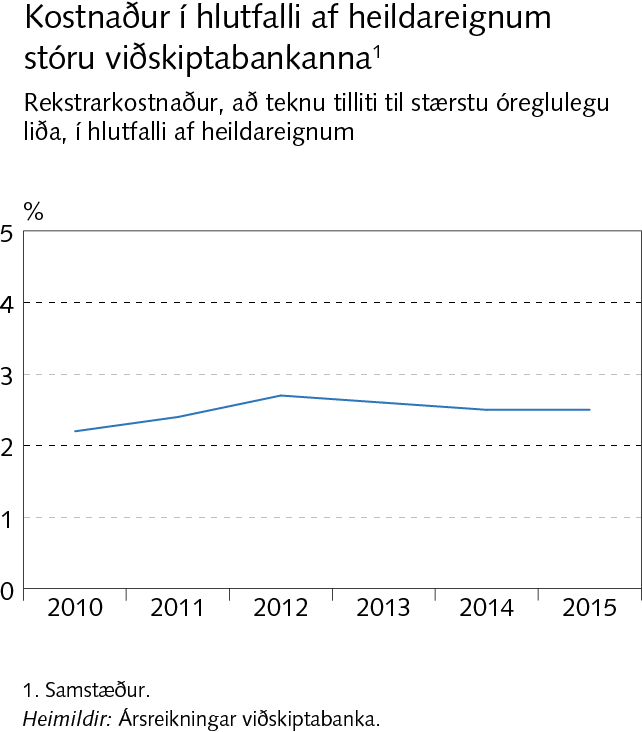 Kostnaður í hlutfalli af heildareignum
stóru viðskiptabankanna¹
Rekstrarkostnaður, að teknu tilliti til stærstu óreglulegu
liða, í hlutfalli af heildareignum
%
5
4
3
2
1
0
2010 2011 2012 2013 2014 2015
1. Samstæður.
Heimildir: Ársreikningar viðskiptabanka.